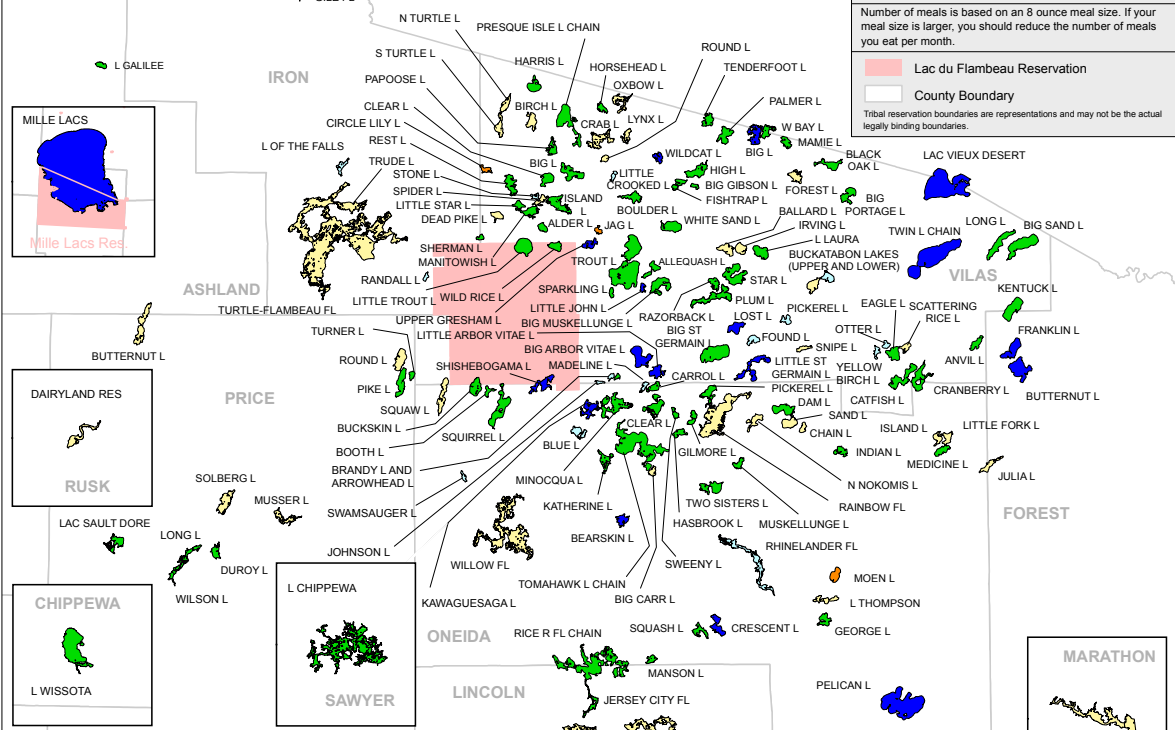 Number of meals is based on an 8 ounce meal size. If your
meal size is larger, you should reduce the number of meals
you eat per month.
Lac du Flambeau Reservation
County Boundary
Tribal reservation boundaries are representations and may not be the actual
legally binding boundaries.
N TURTLE L
PRESQUE ISLE L CHAIN
S TURTLE L
HARRIS L
HORSEHEAD L
ROUND L
TENDERFOOT L
L GALILEE
IRON
PAPOOSE L
OXBOW L
CLEAR L
BIRCH L
CRAB L
LYNX L
PALMER L
MILLE LACS
CIRCLE LILY L
W BAY L
REST L
BIG L
MAMIE L
L OF THE FALLS
TRUDE L
BIG L
WILDCAT L
BLACK
OAK L
LAC VIEUX DESERT
STONE L
LITTLE
CROOKED L
HIGH L
SPIDER L
ISLAND
L
BIG GIBSON L
FOREST L
LITTLE STAR L
FISHTRAP L
BIG
PORTAGE L
DEAD PIKE L
BOULDER L
BALLARD L
ALDER L
JAG L
WHITE SAND L
IRVING L
LONG L
BIG SAND L
Mille Lacs Res.
SHERMAN L
L LAURA
TWIN L CHAIN
MANITOWISH L
TROUT L
ALLEQUASH L
BUCKATABON LAKES
(UPPER AND LOWER)
VILAS
RANDALL L
STAR L
ASHLAND
LITTLE TROUT L
WILD RICE L
SPARKLING L
KENTUCK L
TURTLE-FLAMBEAU FL
LITTLE JOHN L
PLUM L
PICKEREL L
EAGLE L
SCATTERING
RICE L
UPPER GRESHAM L
BIG MUSKELLUNGE L
RAZORBACK L
LOST L
TURNER L
LITTLE ARBOR VITAE L
BIG ST
GERMAIN L
OTTER L
FRANKLIN L
BUTTERNUT L
ROUND L
BIG ARBOR VITAE L
FOUND L
SNIPE L
ANVIL L
SHISHEBOGAMA L
MADELINE L
LITTLE ST
GERMAIN L
YELLOW
BIRCH L
PIKE L
CARROL L
PICKEREL L
CRANBERRY L
DAIRYLAND RES
PRICE
CATFISH L
BUTTERNUT L
SQUAW L
DAM L
SAND L
BUCKSKIN L
CLEAR L
CHAIN L
ISLAND L
LITTLE FORK L
SQUIRREL L
BLUE L
BOOTH L
GILMORE L
INDIAN L
MEDICINE L
BRANDY L AND
ARROWHEAD L
MINOCQUA L
JULIA L
RUSK
SOLBERG L
N NOKOMIS L
MUSSER L
KATHERINE L
TWO SISTERS L
RAINBOW FL
SWAMSAUGER L
FOREST
LAC SAULT DORE
HASBROOK L
MUSKELLUNGE L
LONG L
BEARSKIN L
JOHNSON L
RHINELANDER FL
WILLOW FL
SWEENY L
DUROY L
MOEN L
TOMAHAWK L CHAIN
L CHIPPEWA
WILSON L
BIG CARR L
CHIPPEWA
KAWAGUESAGA L
L THOMPSON
ONEIDA
RICE R FL CHAIN
SQUASH L
CRESCENT L
GEORGE L
MARATHON
MANSON L
L WISSOTA
LINCOLN
PELICAN L
SAWYER
JERSEY CITY FL